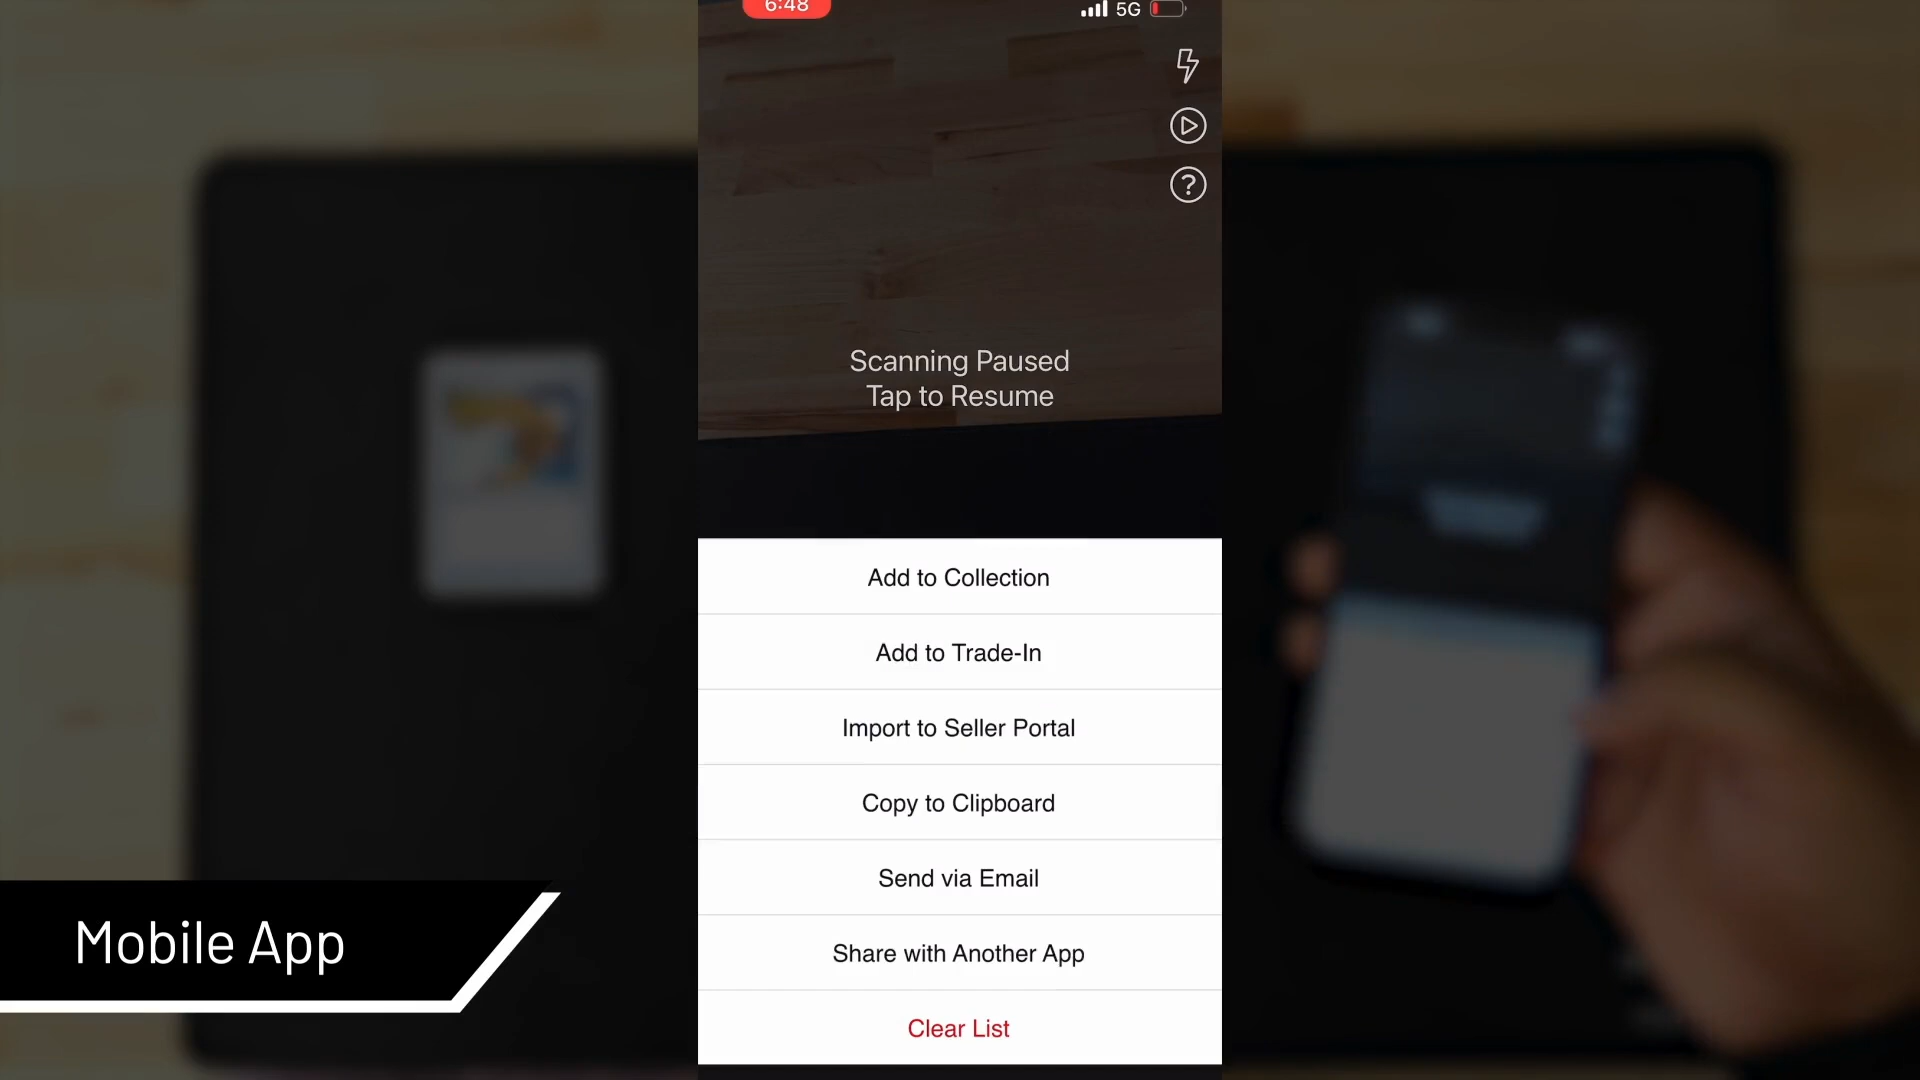 6:48
5G
?
Scanning Paused
Tap to Resume
Add to Collection
Add to Trade-In
Import to Seller Portal
Copy to Clipboard
Send via Email
Share with Another App
Clear List
Mobile App